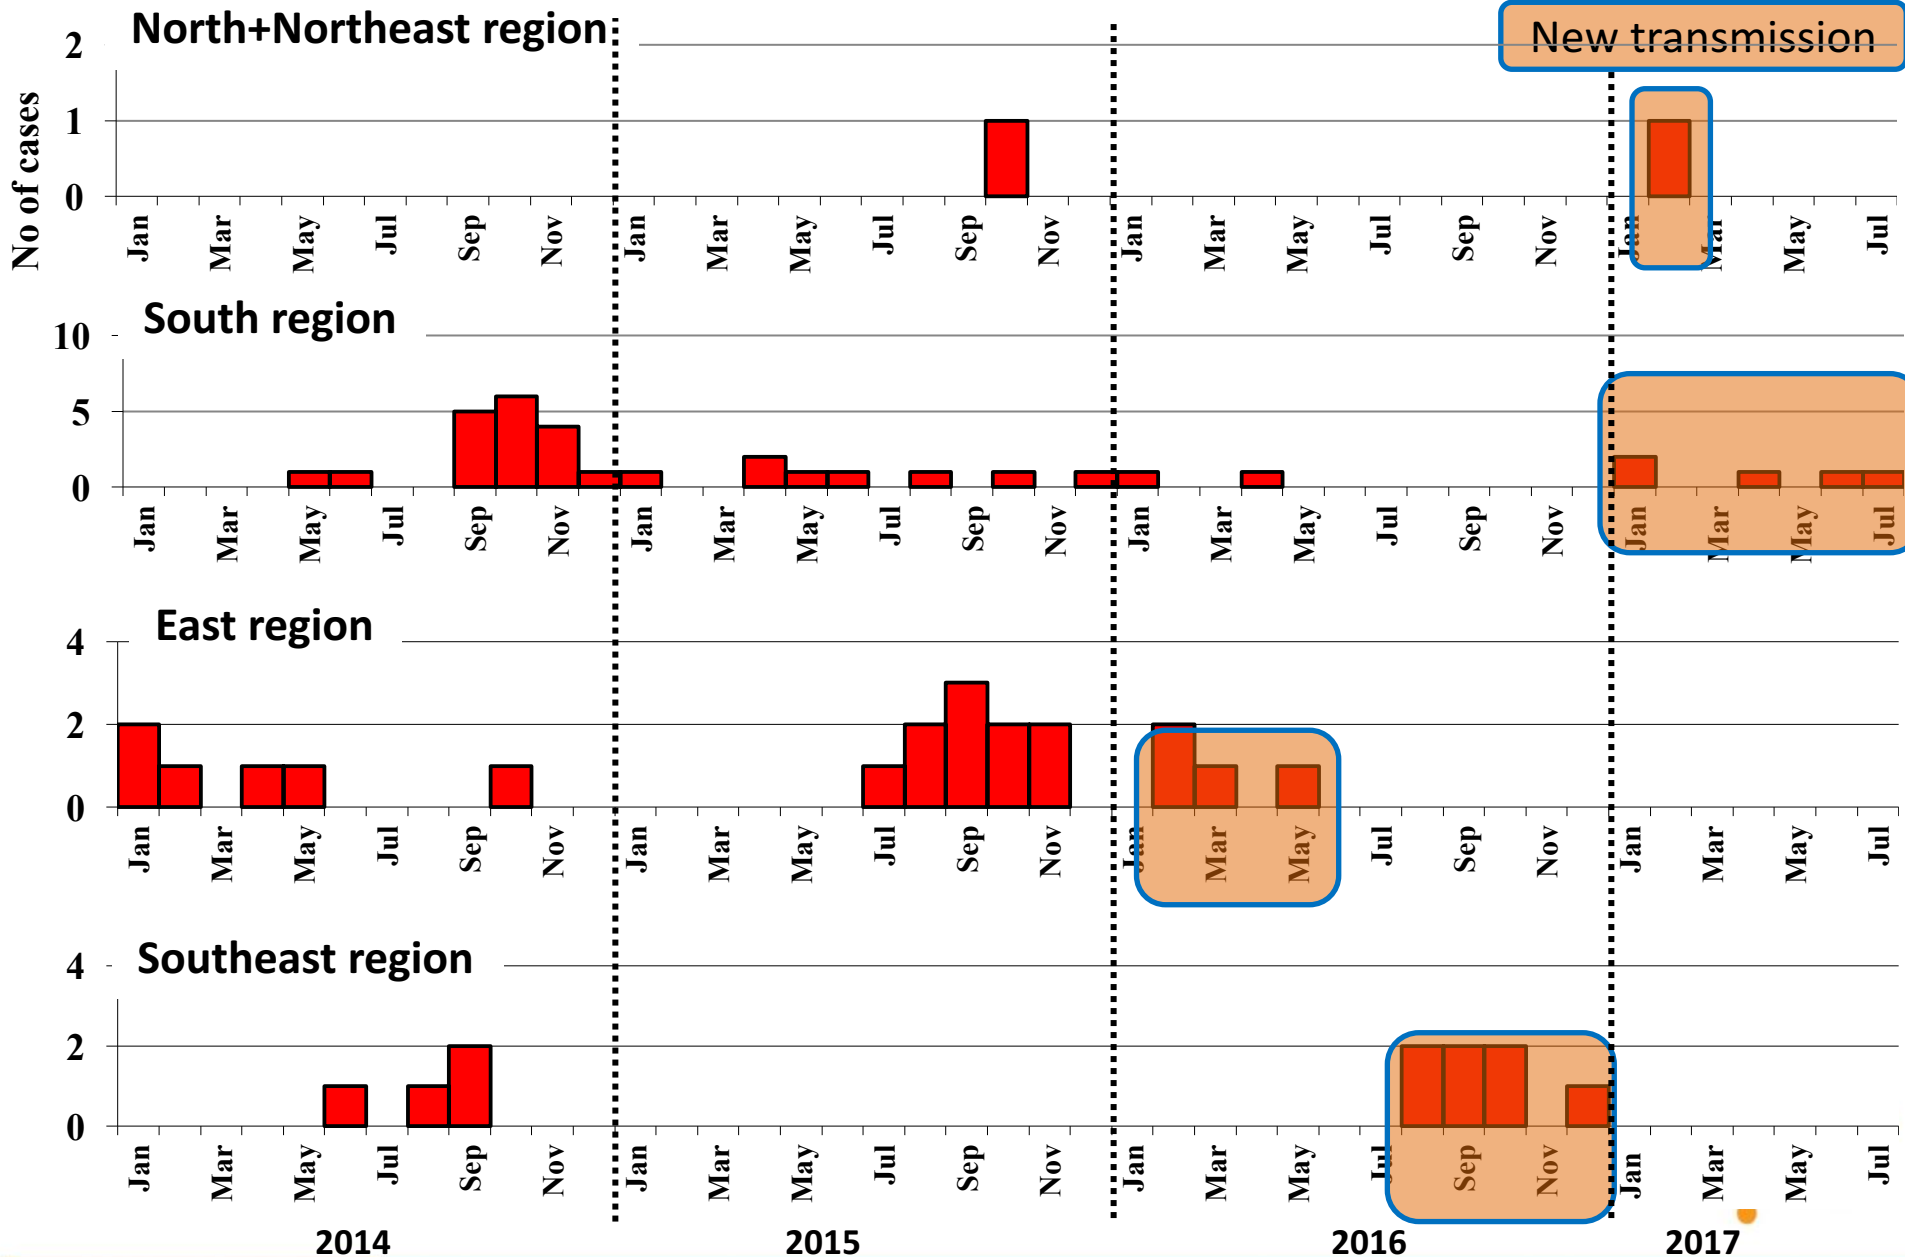 North+Northeast region
New transmission
No of cases
2
1
0
Jan Mar May Jul Sep Nov Jan Mar May Jul Sep Nov Jan Mar May Jul Sep Nov Jan Mar May Jul
South region
10
5
0
Jan Mar May Jul Sep Nov Jan Mar May Jul Sep Nov Jan Mar May Jul Sep Nov Jan Mar May Jul
East region
4
2
0
Jan Mar May Jul Sep Nov Jan Mar May Jul Sep Nov Jan Mar May Jul Sep Nov Jan Mar May Jul
Southeast region
4
2
0
Jan Mar May Jul Sep Nov Jan Mar May Jul Sep Nov Jan Mar May Jul Sep Nov Jan Mar May Jul
2014 2015 2016 2017